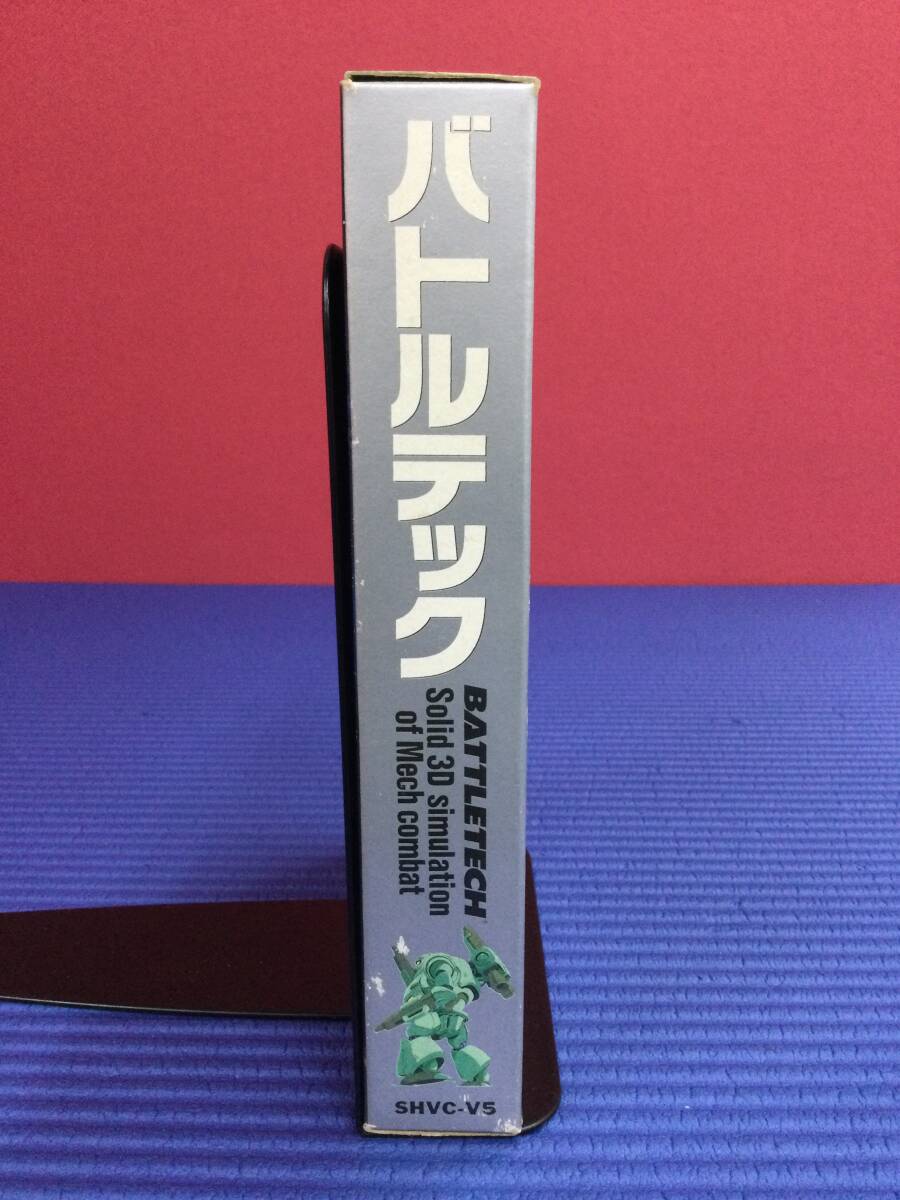 バトルテック
BATTLETECH
Solid 3D simulation
of Mech combat
SHVC-V5